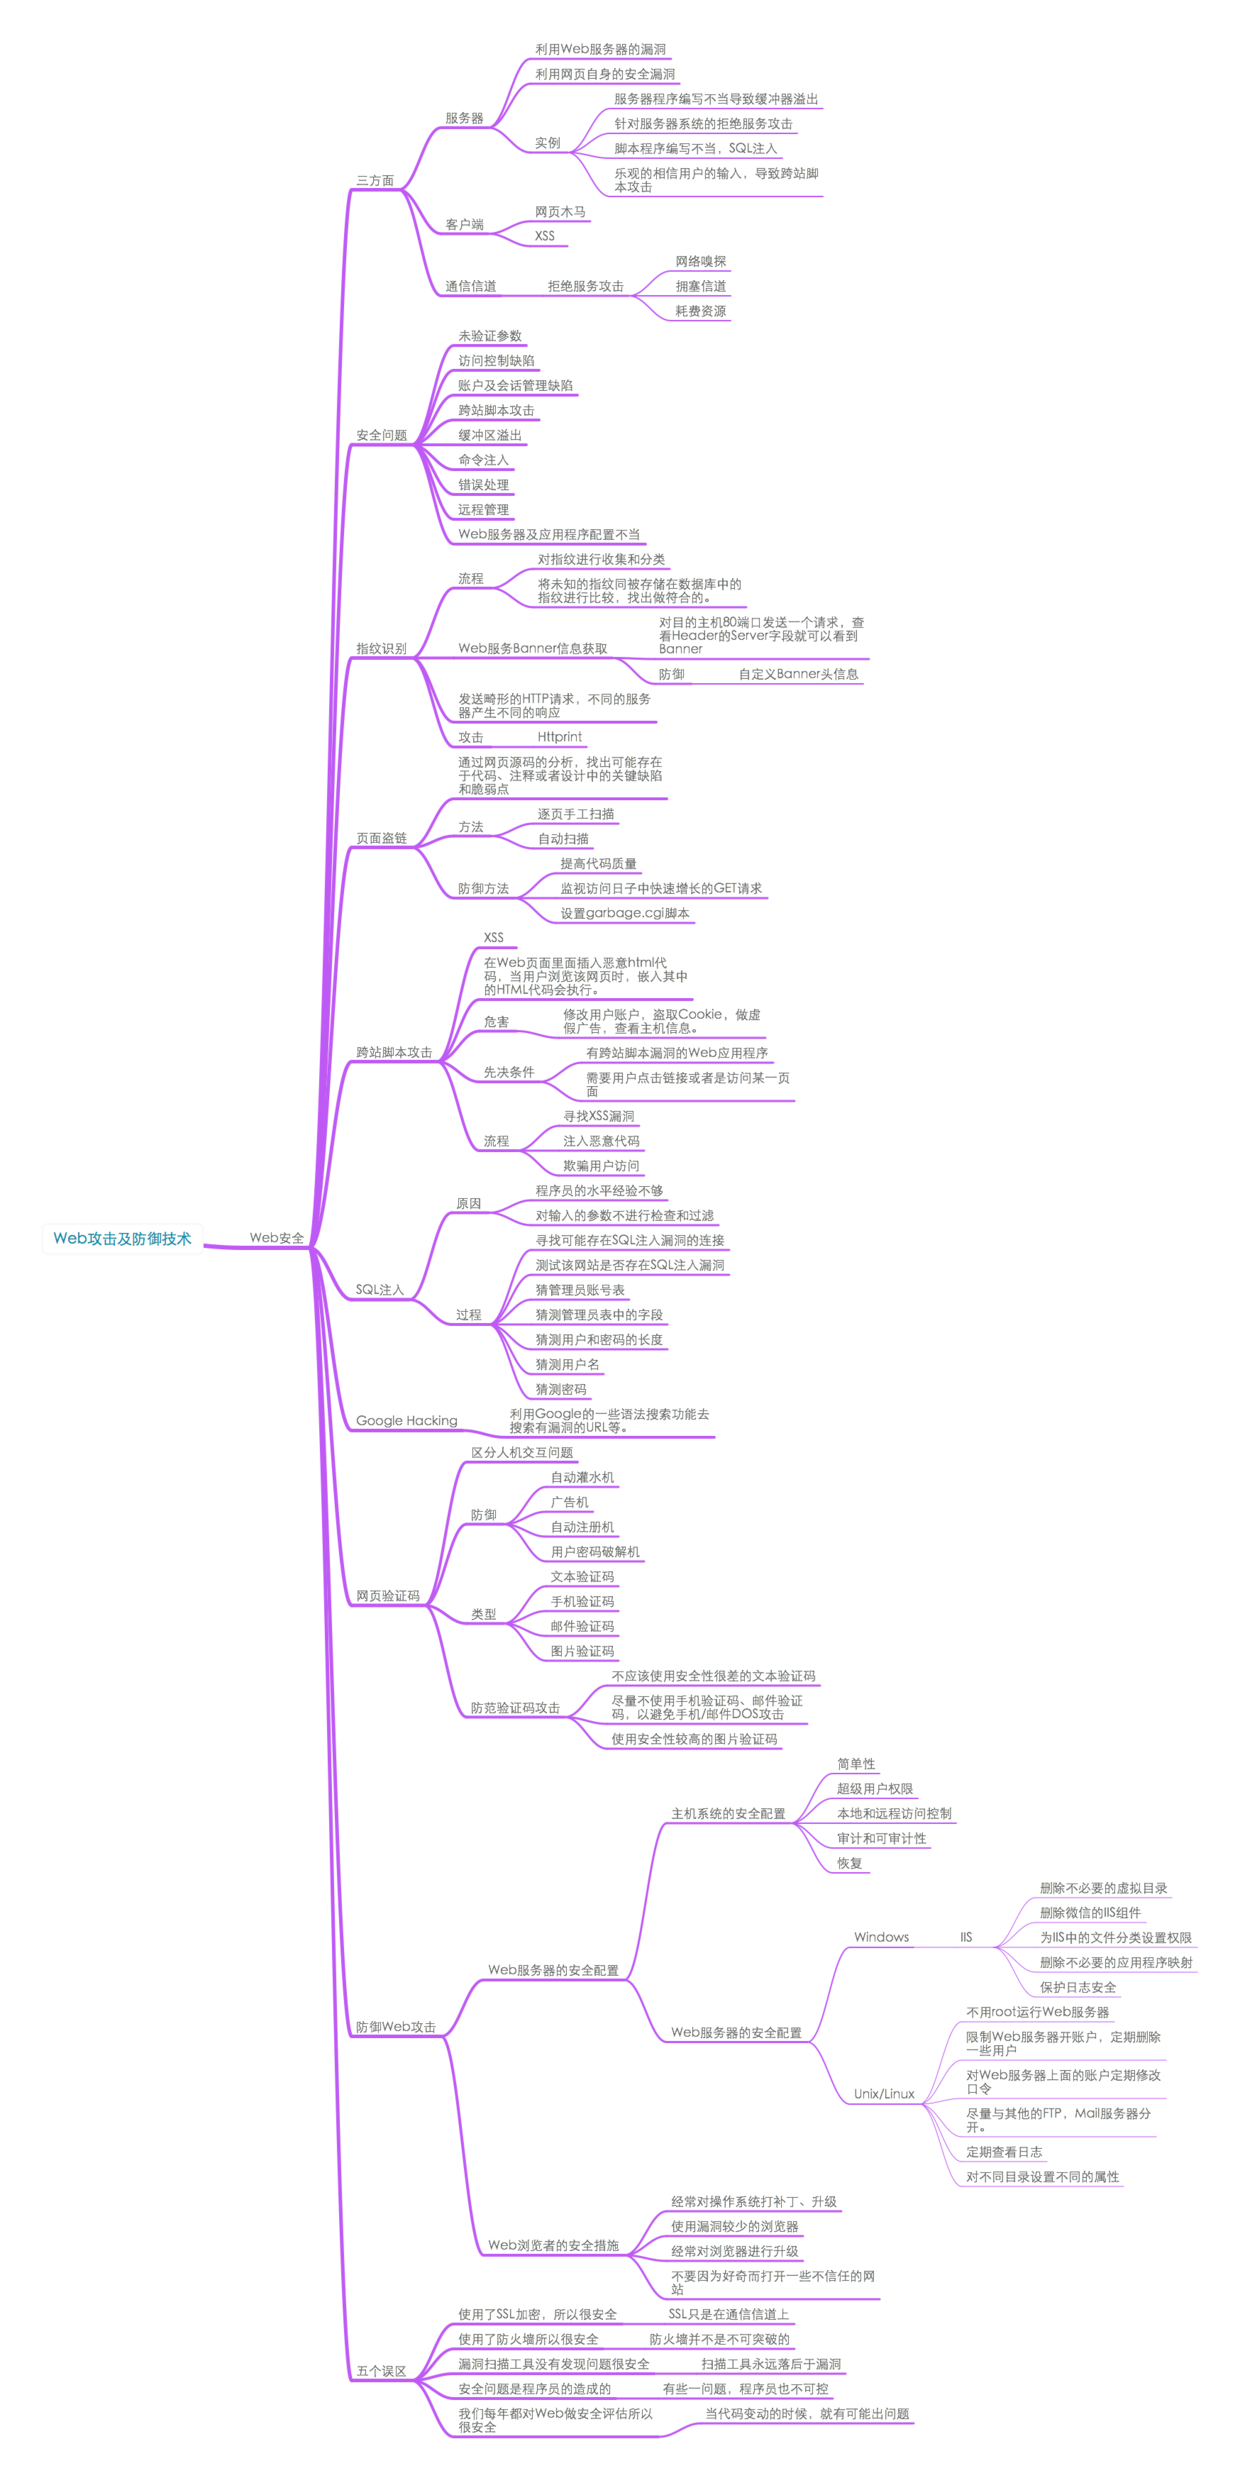 Web攻击及防御技术
Web安全
三方面
服务器
利用Web服务器的漏洞
利用网页自身的安全漏洞
实例
服务器程序编写不当导致缓冲器溢出
针对服务器系统的拒绝服务攻击
脚本程序编写不当，SQL注入
乐观的相信用户的输入，导致跨站脚
本攻击
客户端
网页木马
XSS
通信信道
拒绝服务攻击
网络嗅探
拥塞信道
耗费资源
安全问题
未验证参数
访问控制缺陷
账户及会话管理缺陷
跨站脚本攻击
缓冲区溢出
命令注入
错误处理
远程管理
Web服务器及应用程序配置不当
指纹识别
流程
对指纹进行收集和分类
将未知的指纹同被存储在数据库中的
指纹进行比较，找出做符合的。
Web服务Banner信息获取
对目的主机80端口发送一个请求，查
看Header的Server字段就可以看到
Banner
防御
自定义Banner头信息
发送畸形的HTTP请求，不同的服务
器产生不同的响应
攻击
Httprint
页面盗链
通过网页源码的分析，找出可能存在
于代码、注释或者设计中的关键缺陷
和脆弱点
方法
逐页手工扫描
自动扫描
防御方法
提高代码质量
监视访问日子中快速增长的GET请求
设置garbage.cgi脚本
跨站脚本攻击
XSS
在Web页面里面插入恶意html代
码，当用户浏览该网页时，嵌入其中
的HTML代码会执行。
危害
修改用户账户，盗取Cookie，做虚
假广告，查看主机信息。
先决条件
有跨站脚本漏洞的Web应用程序
需要用户点击链接或者是访问某一页
面
流程
寻找XSS漏洞
注入恶意代码
欺骗用户访问
SQL注入
原因
程序员的水平经验不够
对输入的参数不进行检查和过滤
过程
寻找可能存在SQL注入漏洞的连接
测试该网站是否存在SQL注入漏洞
猜管理员账号表
猜测管理员表中的字段
猜测用户和密码的长度
猜测用户名
猜测密码
Google Hacking
利用Google的一些语法搜索功能去
搜索有漏洞的URL等。
网页验证码
区分人机交互问题
防御
自动灌水机
广告机
自动注册机
用户密码破解机
类型
文本验证码
手机验证码
邮件验证码
图片验证码
防范验证码攻击
不应该使用安全性很差的文本验证码
尽量不使用手机验证码、邮件验证
码，以避免手机/邮件DOS攻击
使用安全性较高的图片验证码
防御Web攻击
Web服务器的安全配置
主机系统的安全配置
简单性
超级用户权限
本地和远程访问控制
审计和可审计性
恢复
Web服务器的安全配置
Windows
IIS
删除不必要的虚拟目录
删除微信的IIS组件
为IIS中的文件分类设置权限
删除不必要的应用程序映射
保护日志安全
Unix/Linux
不用root运行Web服务器
限制Web服务器开账户，定期删除
一些用户
对Web服务器上面的账户定期修改
口令
尽量与其他的FTP，Mail服务器分
开。
定期查看日志
对不同目录设置不同的属性
Web浏览者的安全措施
经常对操作系统打补丁、升级
使用漏洞较少的浏览器
经常对浏览器进行升级
不要因为好奇而打开一些不信任的网
站
五个误区
使用了SSL加密，所以很安全
SSL只是在通信信道上
使用了防火墙所以很安全
防火墙并不是不可突破的
漏洞扫描工具没有发现问题很安全
扫描工具永远落后于漏洞
安全问题是程序员的造成的
有些一问题，程序员也不可控
我们每年都对Web做安全评估所以
很安全
当代码变动的时候，就有可能出问题